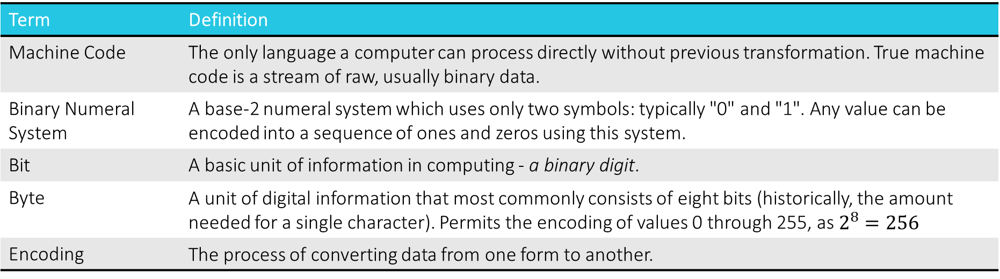 Term Definition
Machine Code The only language a computer can process directly without previous transformation. True machine
code is a stream of raw, usually binary data.
Binary Numeral A base-2 numeral system which uses only two symbols: typically "0" and "1". Any value can be
System encoded into a sequence of ones and zeros using this system.
Bit A basic unit of information in computing - a binary digit.
Byte A unit of digital information that most commonly consists of eight bits (historically, the amount
needed for a single character). Permits the encoding of values 0 through 255, as 2⁸ = 256
Encoding The process of converting data from one form to another.